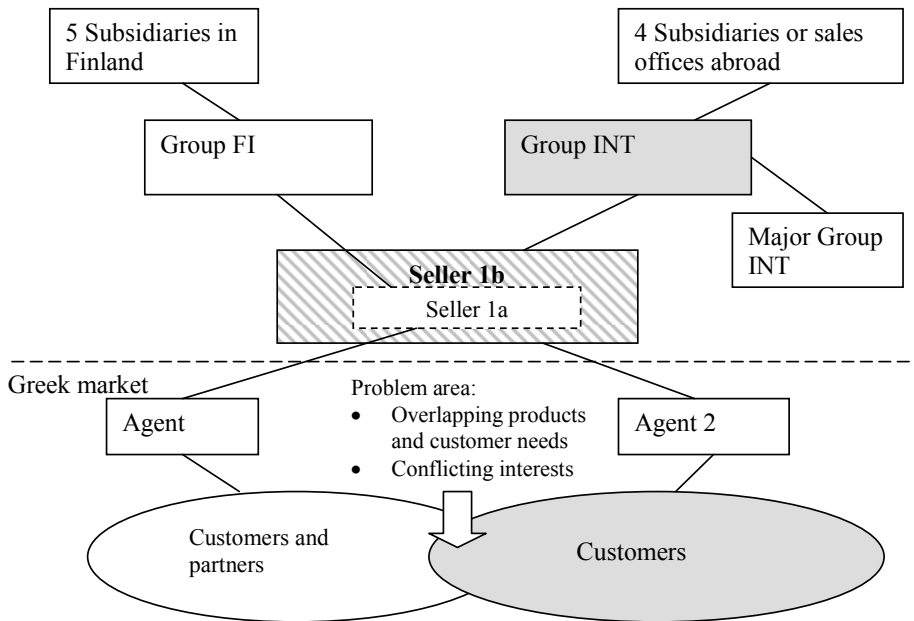 5 Subsidiaries in
Finland
4 Subsidiaries or sales
offices abroad
Group FI
Group INT
Major Group
INT
Seller 1b
Seller 1a
Greek market
Problem area:
• Overlapping products
and customer needs
• Conflicting interests
Agent
Agent 2
Customers and
partners
Customers